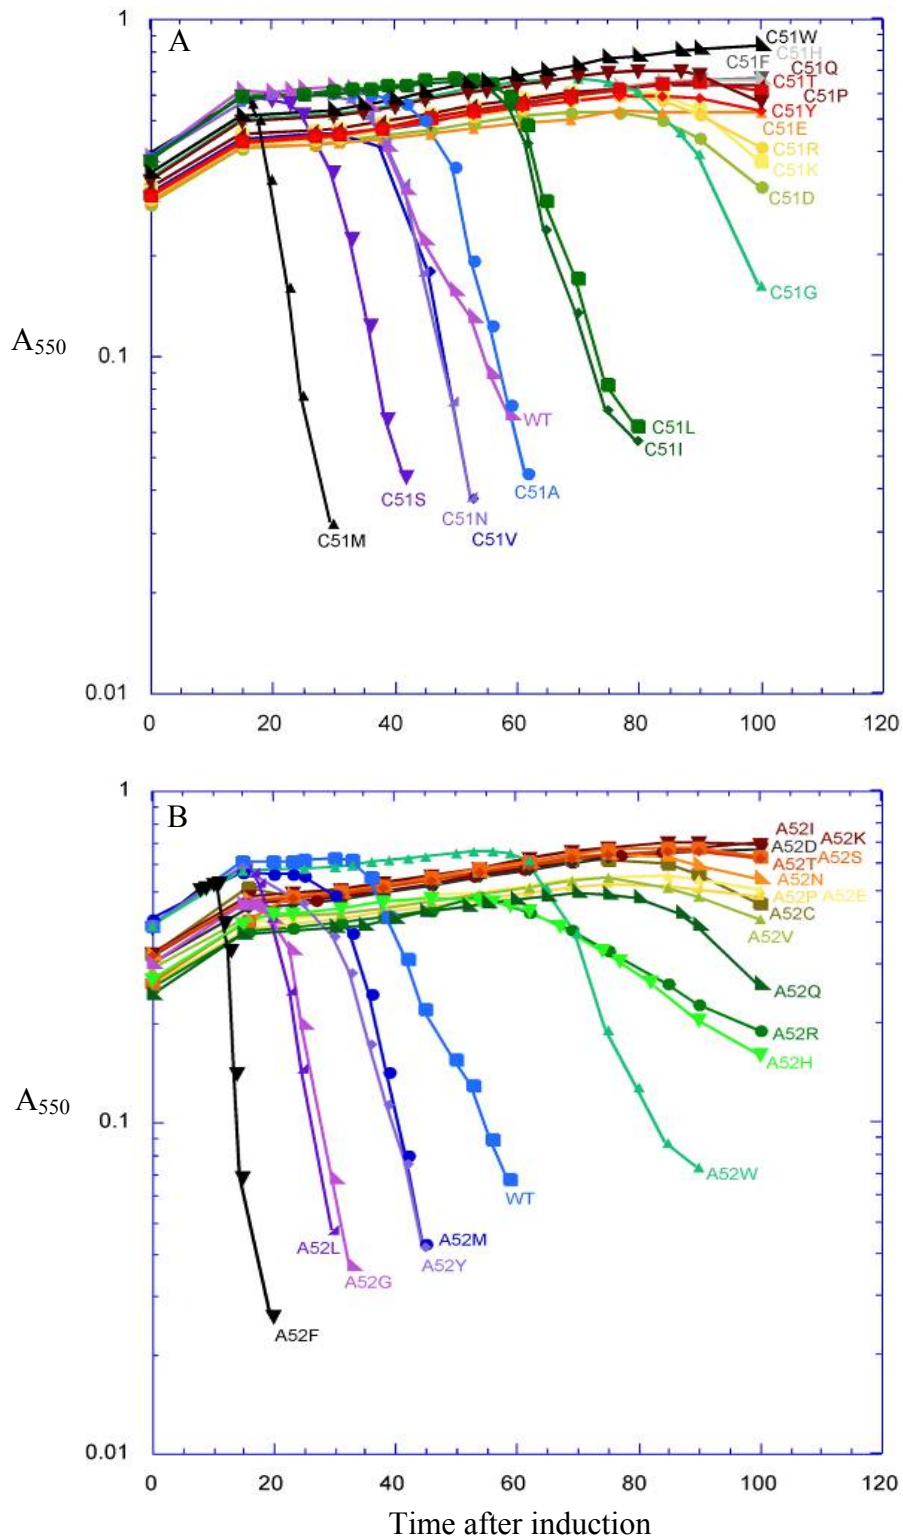 1
A
C51W
C51H
C51F
C51Q
C51T
C51P
C51Y
C51E
C51R
C51K
C51D
C51G
A550
0.1
WT
C51L
C51I
C51S
C51A
C51N
C51M
C51V
0.01
0 20 40 60 80 100 120
1
B
A52I
A52K
A52D
A52S
A52T
A52N
A52P
A52E
A52C
A52V
A52Q
A52R
A52H
A550
0.1
A52W
WT
A52L
A52M
A52Y
A52G
A52F
0.01
0 20 40 60 80 100 120
Time after induction